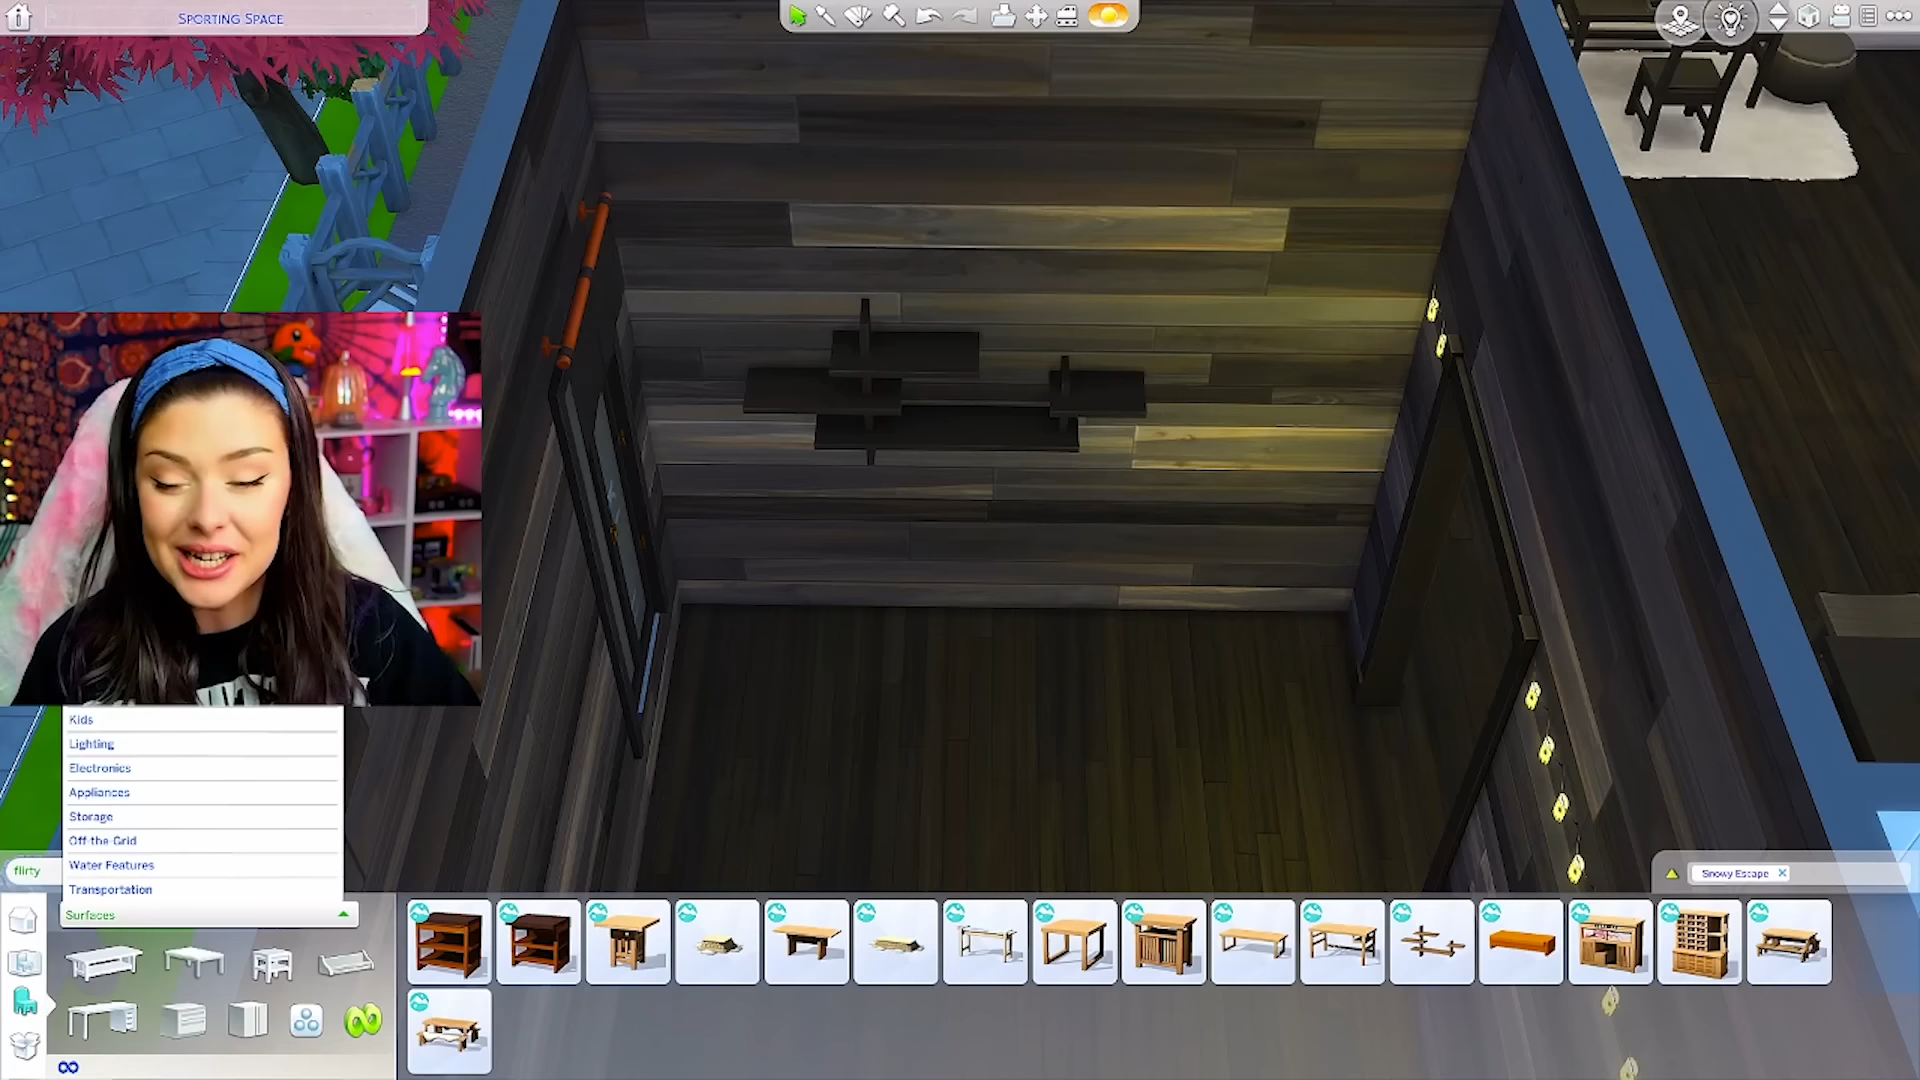 SPORTING SPACE
Kids
Lighting
Electronics
Appliances
Storage
Off-the-Grid
Water Features
Transportation
flirty
Surfaces
Snowy Escape